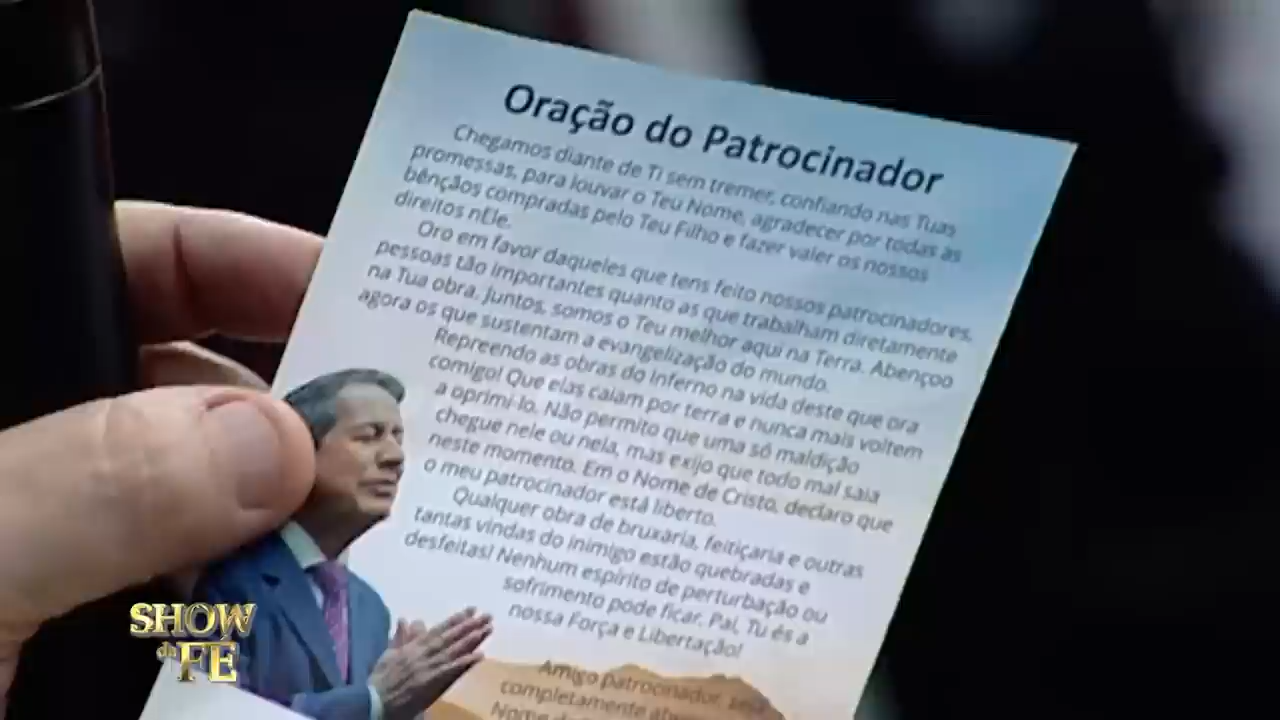 Oração do Patrocinador
Chegamos diante de Ti sem tremer, confiando nas Tuas
promessas, para louvar o Teu Nome, agradecer por todas as
bênçãos compradas pelo Teu Filho e fazer valer os nossos
direitos nEle.
Oro em favor daqueles que tens feito nossos patrocinadores,
pessoas tão importantes quanto as que trabalham diretamente
na Tua obra. Juntos, somos o Teu melhor aqui na Terra. Abençoo
agora os que sustentam a evangelização do mundo.
Repreendo as obras do inferno na vida deste que ora
comigo! Que elas caiam por terra e nunca mais voltem
a oprimi-lo. Não permito que uma só maldição
chegue nele ou nela, mas exijo que todo mal saia
neste momento. Em o Nome de Cristo, declaro que
o meu patrocinador está liberto.
Qualquer obra de bruxaria, feitiçaria e outras
tantas vindas do inimigo estão quebradas e
desfeitas! Nenhum espírito de perturbação ou
sofrimento pode ficar. Pai, Tu és a
nossa Força e Libertação!
Amigo patrocinador, seja
completamente
Nome
SHOW
da FÉ